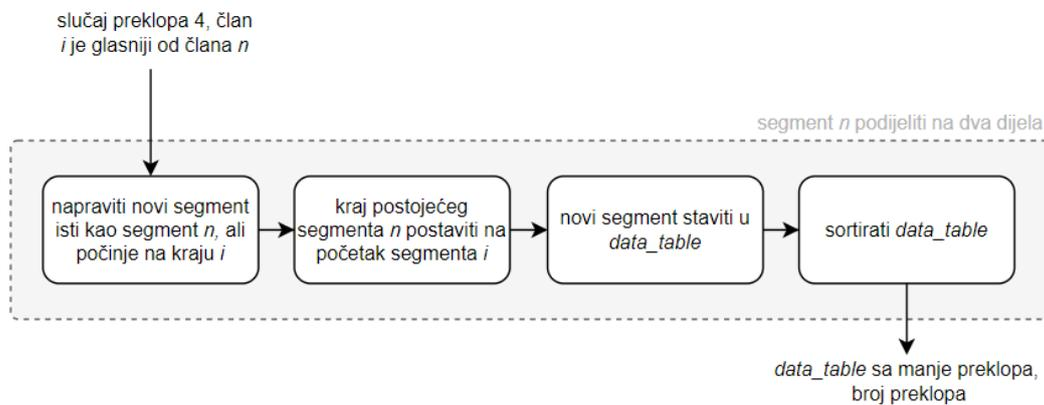 slučaj preklopa 4, član
i je glasniji od člana n
segment n podijeliti na dva dijela
napraviti novi segment
isti kao segment n, ali
počinje na kraju i
kraj postojećeg
segmenta n postaviti na
početak segmenta i
novi segment staviti u
data_table
sortirati data_table
data_table sa manje preklopa,
broj preklopa